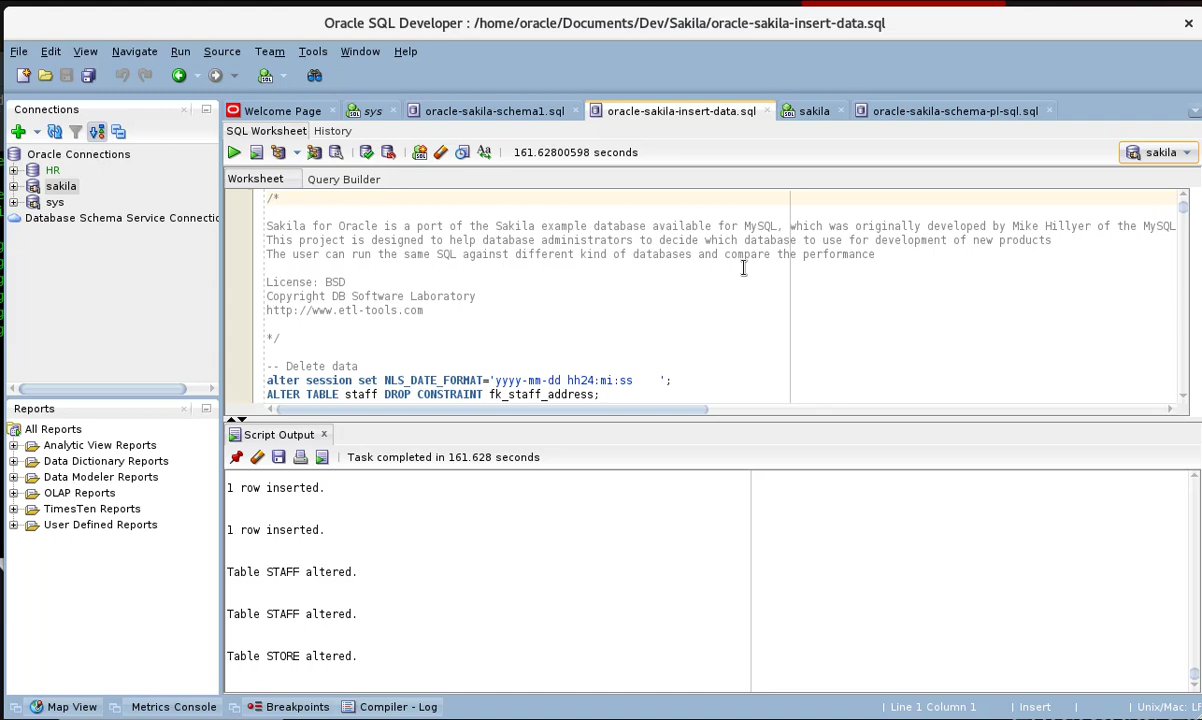 Oracle SQL Developer : /home/oracle/Documents/Dev/Sakila/oracle-sakila-insert-data.sql
File Edit View Navigate Run Source Team Tools Window Help
Connections
Oracle Connections
HR
sakila
sys
Database Schema Service Connectio
Reports
All Reports
Analytic View Reports
Data Dictionary Reports
Data Modeler Reports
OLAP Reports
TimesTen Reports
User Defined Reports
Welcome Page sys oracle-sakila-schema1.sql oracle-sakila-insert-data.sql sakila oracle-sakila-schema-pl-sql.sql
SQL Worksheet History
161.62800598 seconds sakila
Worksheet Query Builder
/*
Sakila for Oracle is a part of the Sakila example database available for MySQL, which was originally developed by Mike Hillyer of the MySQL
This project is designed to help database administrators to decide which database to use for development of new products
The user can run the same SQL against different kind of databases and compare the performance
License: BSD
Copyright DB Software Laboratory
http://www.etl-tools.com
*/
-- Delete data
alter session set NLS_DATE_FORMAT='yyyy-mm-dd hh24:mi:ss    ';
ALTER TABLE staff DROP CONSTRAINT fk_staff_address;
Script Output
Task completed in 161.628 seconds
1 row inserted.
1 row inserted.
Table STAFF altered.
Table STAFF altered.
Table STORE altered.
Map View Metrics Console Breakpoints Compiler - Log Line 1 Column 1 Insert Unix/Mac: LF